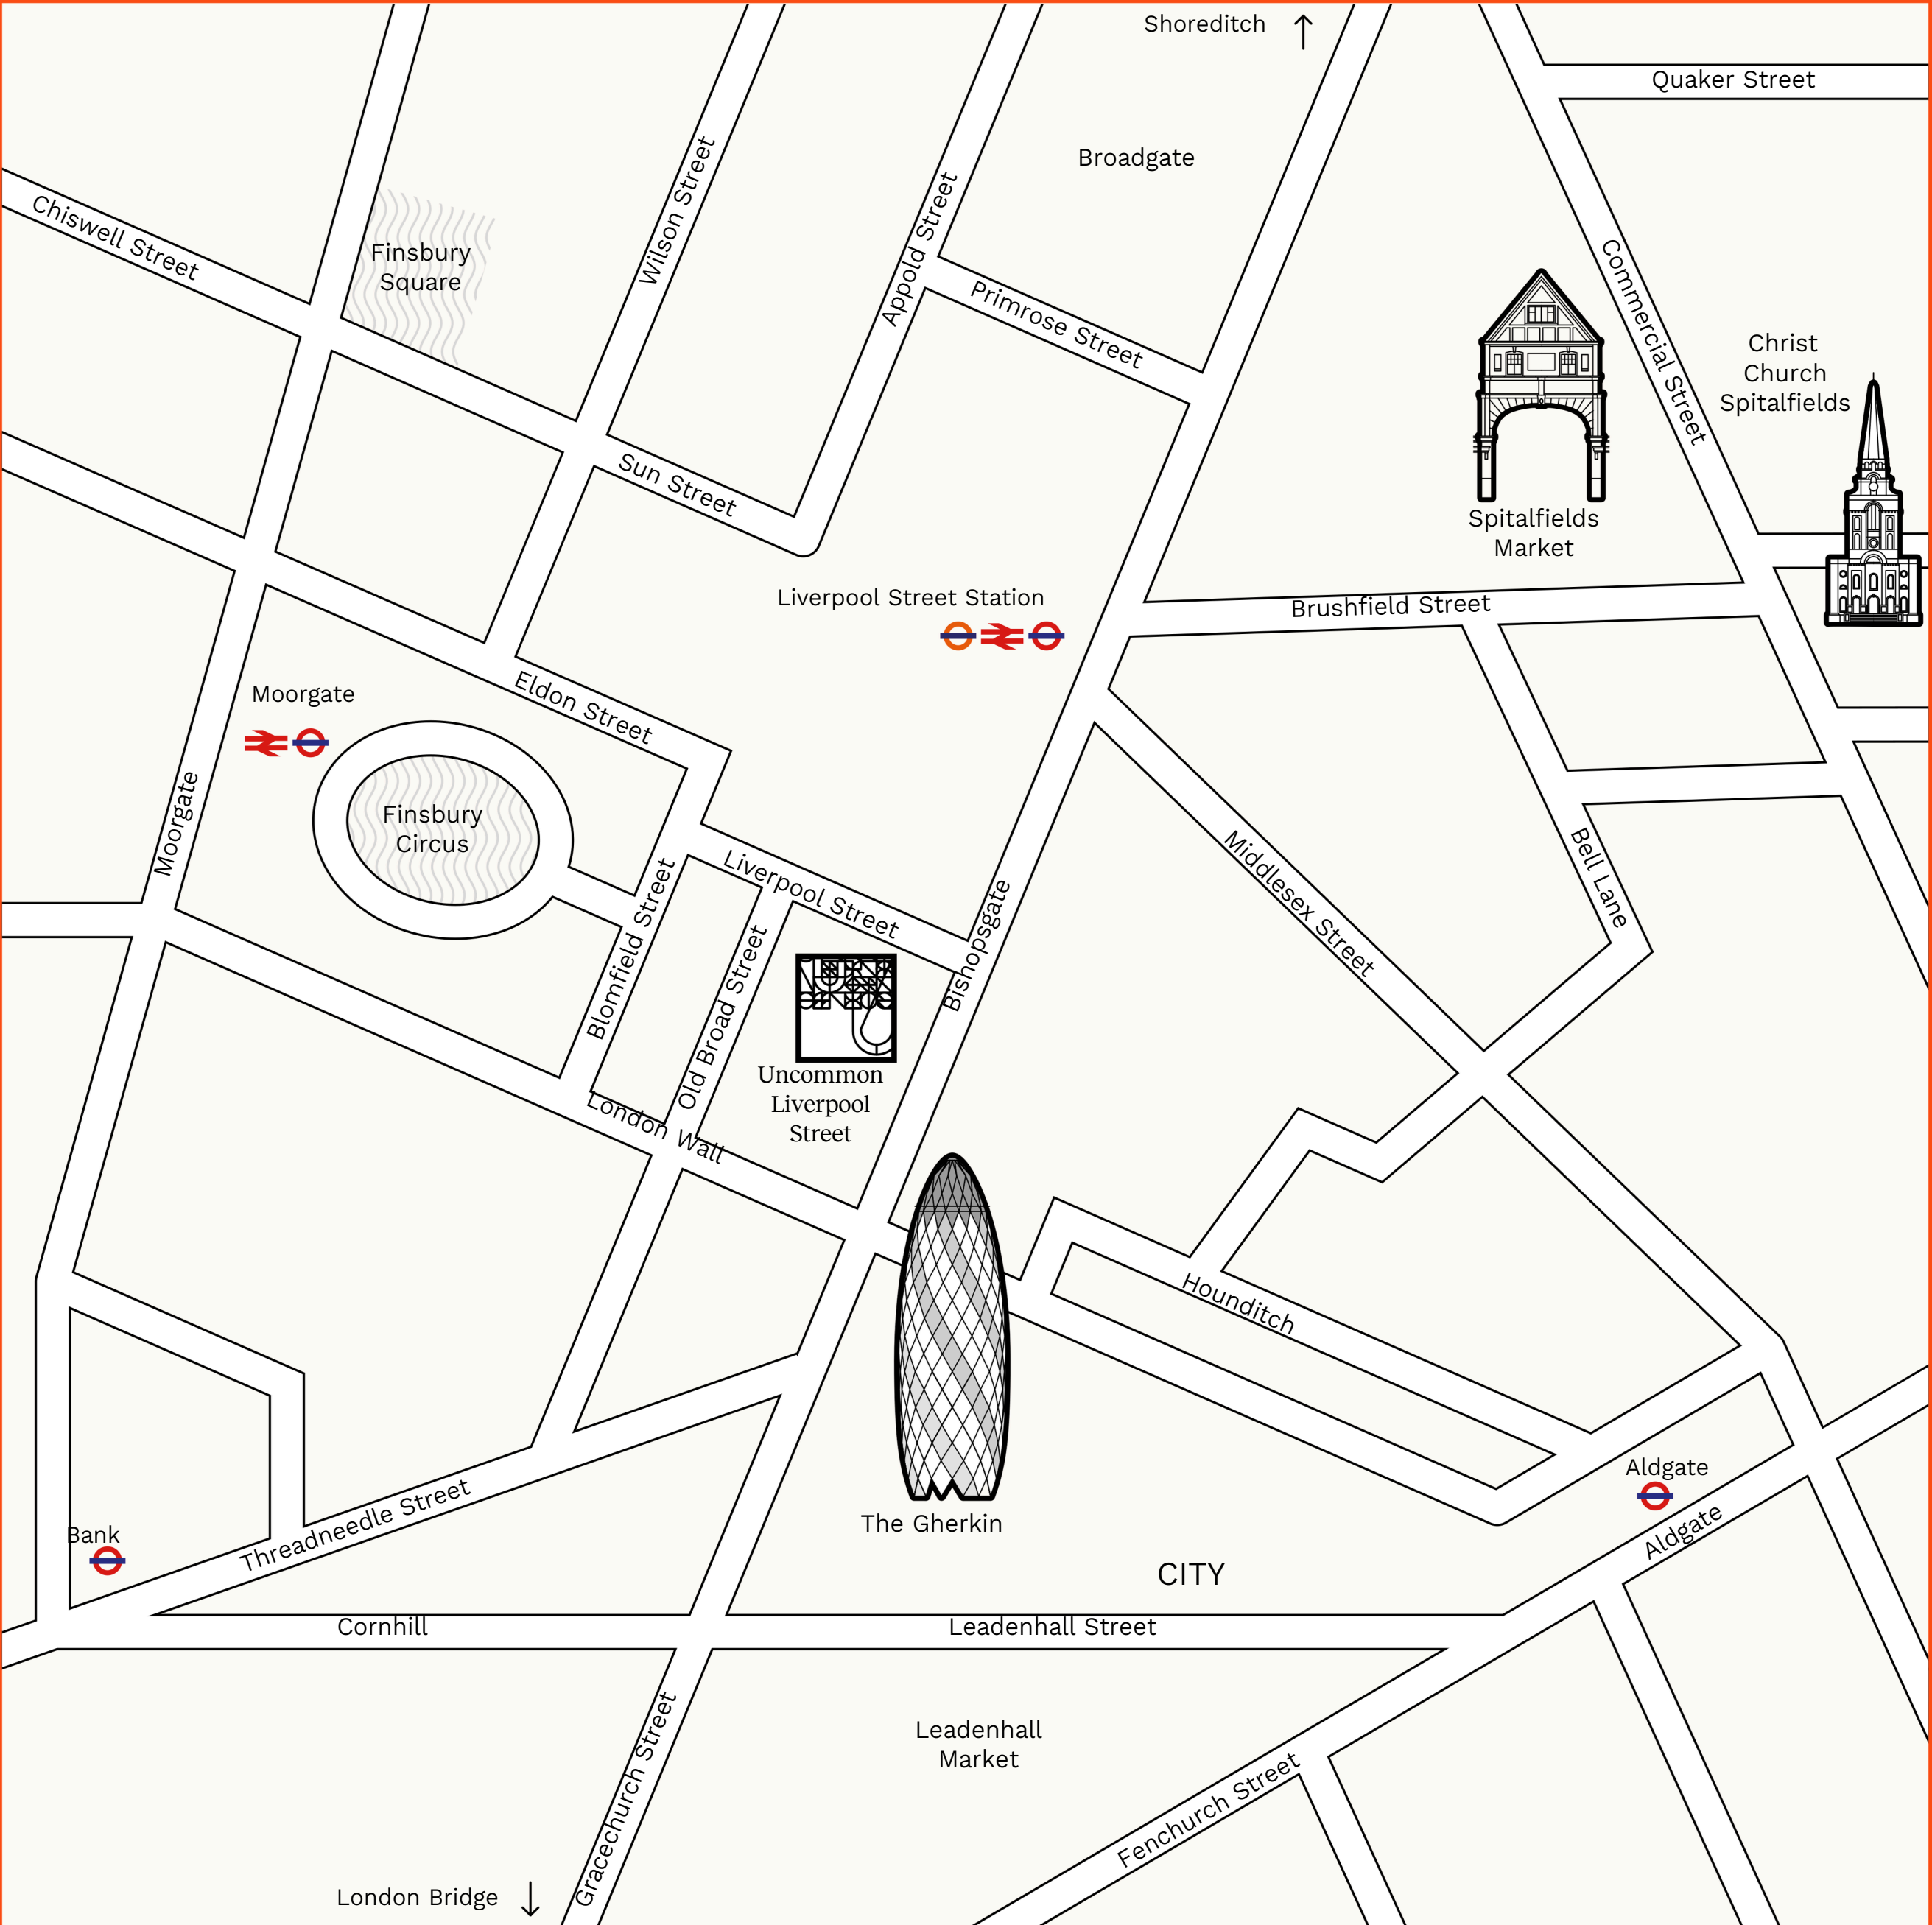 Shoreditch
Quaker Street
Broadgate
Wilson Street
Appold Street
Chiswell Street
Finsbury
Square
Primrose Street
Commercial Street
Christ
Church
Spitalfields
Sun Street
Spitalfields
Market
Liverpool Street Station
Brushfield Street
Moorgate
Eldon Street
Moorgate
Finsbury
Circus
Liverpool Street
Blomfield Street
Old Broad Street
Bishopsgate
Middlesex Street
Bell Lane
Uncommon
Liverpool
Street
London Wall
Hounditch
Threadneedle Street
Bank
The Gherkin
Aldgate
Aldgate
CITY
Cornhill
Leadenhall Street
Gracechurch Street
Leadenhall
Market
Fenchurch Street
London Bridge